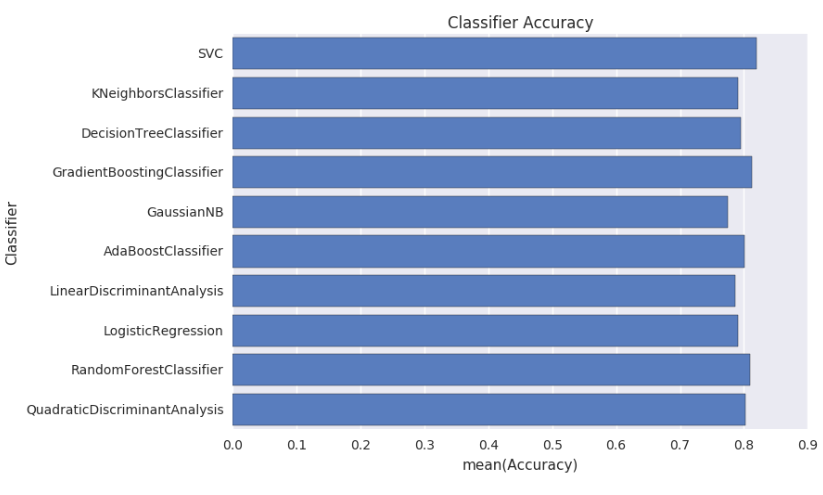 Classifier Accuracy
SVC
KNeighborsClassifier
DecisionTreeClassifier
GradientBoostingClassifier
GaussianNB
AdaBoostClassifier
LinearDiscriminantAnalysis
LogisticRegression
RandomForestClassifier
QuadraticDiscriminantAnalysis
Classifier
0.0 0.1 0.2 0.3 0.4 0.5 0.6 0.7 0.8 0.9
mean(Accuracy)